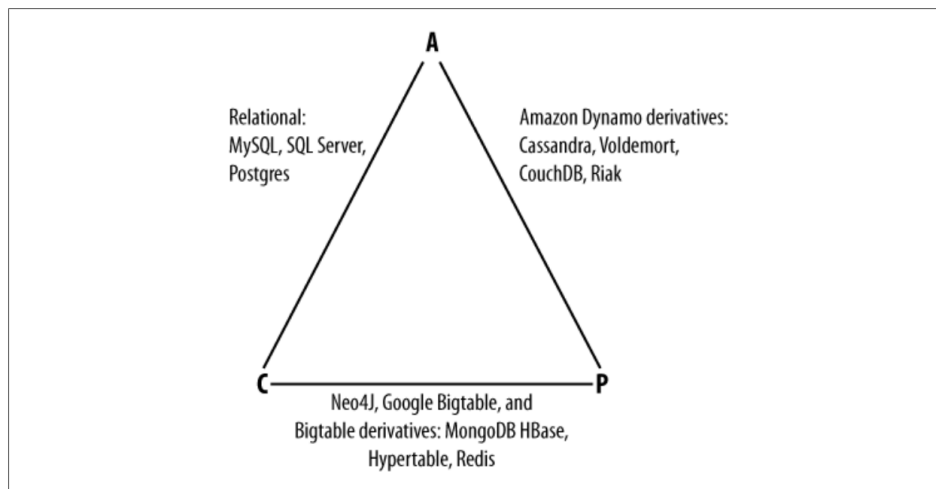 A
Relational:
MySQL, SQL Server,
Postgres
Amazon Dynamo derivatives:
Cassandra, Voldemort,
CouchDB, Riak
C
P
Neo4J, Google Bigtable, and
Bigtable derivatives: MongoDB HBase,
Hypertable, Redis